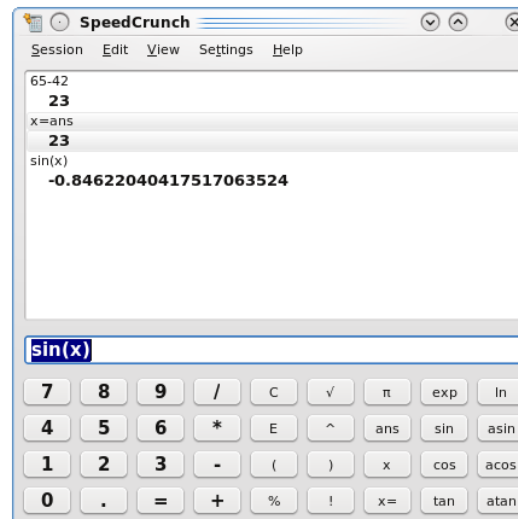 SpeedCrunch
Session Edit View Settings Help
65-42
23
x=ans
23
sin(x)
-0.84622040417517063524
sin(x)
7 8 9 / C √ π exp ln
4 5 6 * E ^ ans sin asin
1 2 3 - ( ) x cos acos
0 . = + % ! x= tan atan